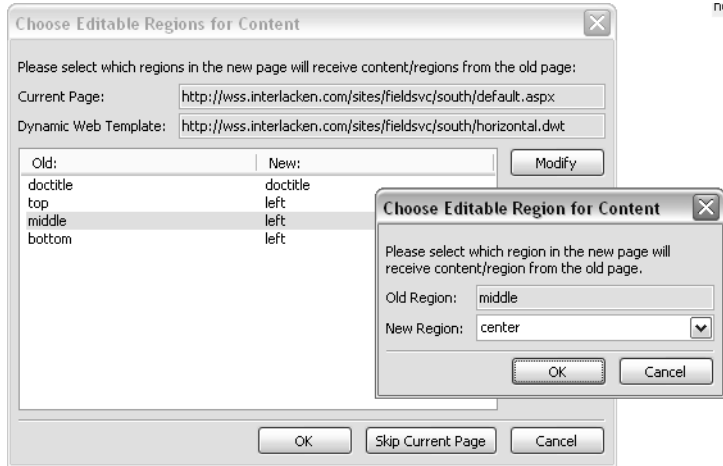 Choose Editable Regions for Content
Please select which regions in the new page will receive content/regions from the old page:
Current Page: http://wss.interlacken.com/sites/fieldsvc/south/default.aspx
Dynamic Web Template: http://wss.interlacken.com/sites/fieldsvc/south/horizontal.dwt
Old: New: Modify
doctitle doctitle
top left
middle left
bottom left
Choose Editable Region for Content
Please select which region in the new page will
receive content/region from the old page.
Old Region: middle
New Region: center
OK Cancel
OK Skip Current Page Cancel